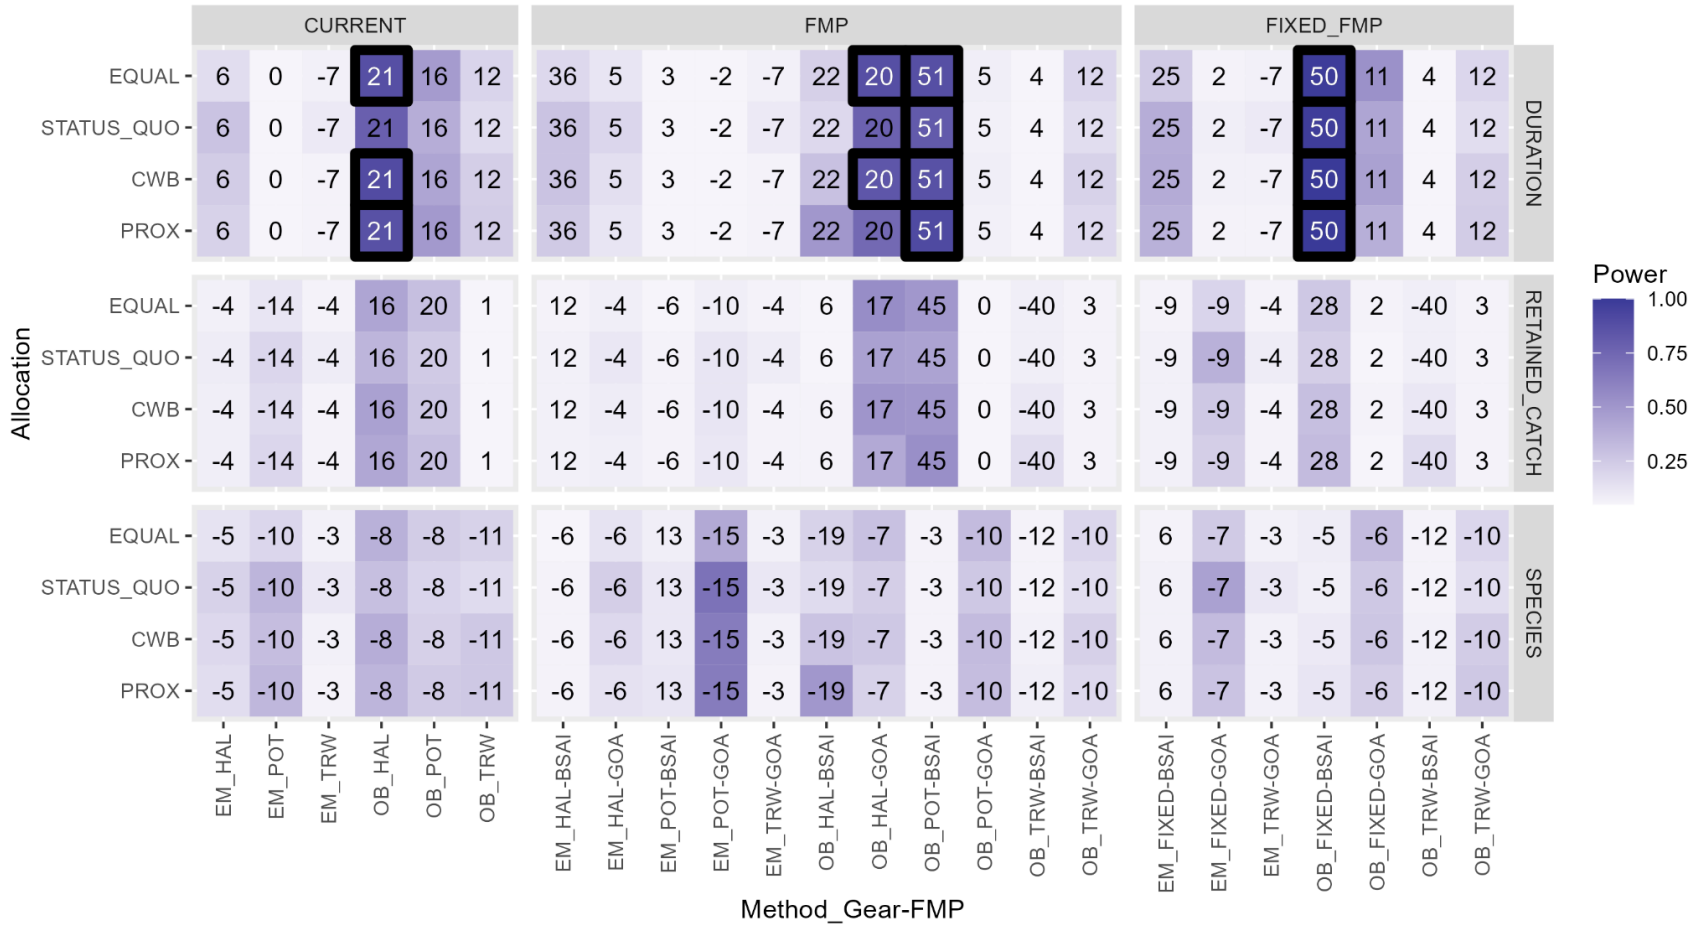 CURRENT FMP FIXED_FMP
EQUAL 6 0 -7 21 16 12 36 5 3 -2 -7 22 20 51 5 4 12 25 2 -7 50 11 4 12
STATUS_QUO 6 0 -7 21 16 12 36 5 3 -2 -7 22 20 51 5 4 12 25 2 -7 50 11 4 12
CWB 6 0 -7 21 16 12 36 5 3 -2 -7 22 20 51 5 4 12 25 2 -7 50 11 4 12
PROX 6 0 -7 21 16 12 36 5 3 -2 -7 22 20 51 5 4 12 25 2 -7 50 11 4 12
DURATION
EQUAL -4 -14 -4 16 20 1 12 -4 -6 -10 -4 6 17 45 0 -40 3 -9 -9 -4 28 2 -40 3
STATUS_QUO -4 -14 -4 16 20 1 12 -4 -6 -10 -4 6 17 45 0 -40 3 -9 -9 -4 28 2 -40 3
CWB -4 -14 -4 16 20 1 12 -4 -6 -10 -4 6 17 45 0 -40 3 -9 -9 -4 28 2 -40 3
PROX -4 -14 -4 16 20 1 12 -4 -6 -10 -4 6 17 45 0 -40 3 -9 -9 -4 28 2 -40 3
RETAINED_CATCH
EQUAL -5 -10 -3 -8 -8 -11 -6 -6 13 -15 -3 -19 -7 -3 -10 -12 -10 6 -7 -3 -5 -6 -12 -10
STATUS_QUO -5 -10 -3 -8 -8 -11 -6 -6 13 -15 -3 -19 -7 -3 -10 -12 -10 6 -7 -3 -5 -6 -12 -10
CWB -5 -10 -3 -8 -8 -11 -6 -6 13 -15 -3 -19 -7 -3 -10 -12 -10 6 -7 -3 -5 -6 -12 -10
PROX -5 -10 -3 -8 -8 -11 -6 -6 13 -15 -3 -19 -7 -3 -10 -12 -10 6 -7 -3 -5 -6 -12 -10
SPECIES
Allocation
EM_HAL
EM_POT
EM_TRW
OB_HAL
OB_POT
OB_TRW
EM_HAL-BSAI
EM_HAL-GOA
EM_POT-BSAI
EM_POT-GOA
EM_TRW-GOA
OB_HAL-BSAI
OB_HAL-GOA
OB_POT-BSAI
OB_POT-GOA
OB_TRW-BSAI
OB_TRW-GOA
EM_FIXED-BSAI
EM_FIXED-GOA
EM_TRW-GOA
OB_FIXED-BSAI
OB_FIXED-GOA
OB_TRW-BSAI
OB_TRW-GOA
Method_Gear-FMP
Power
1.00
0.75
0.50
0.25